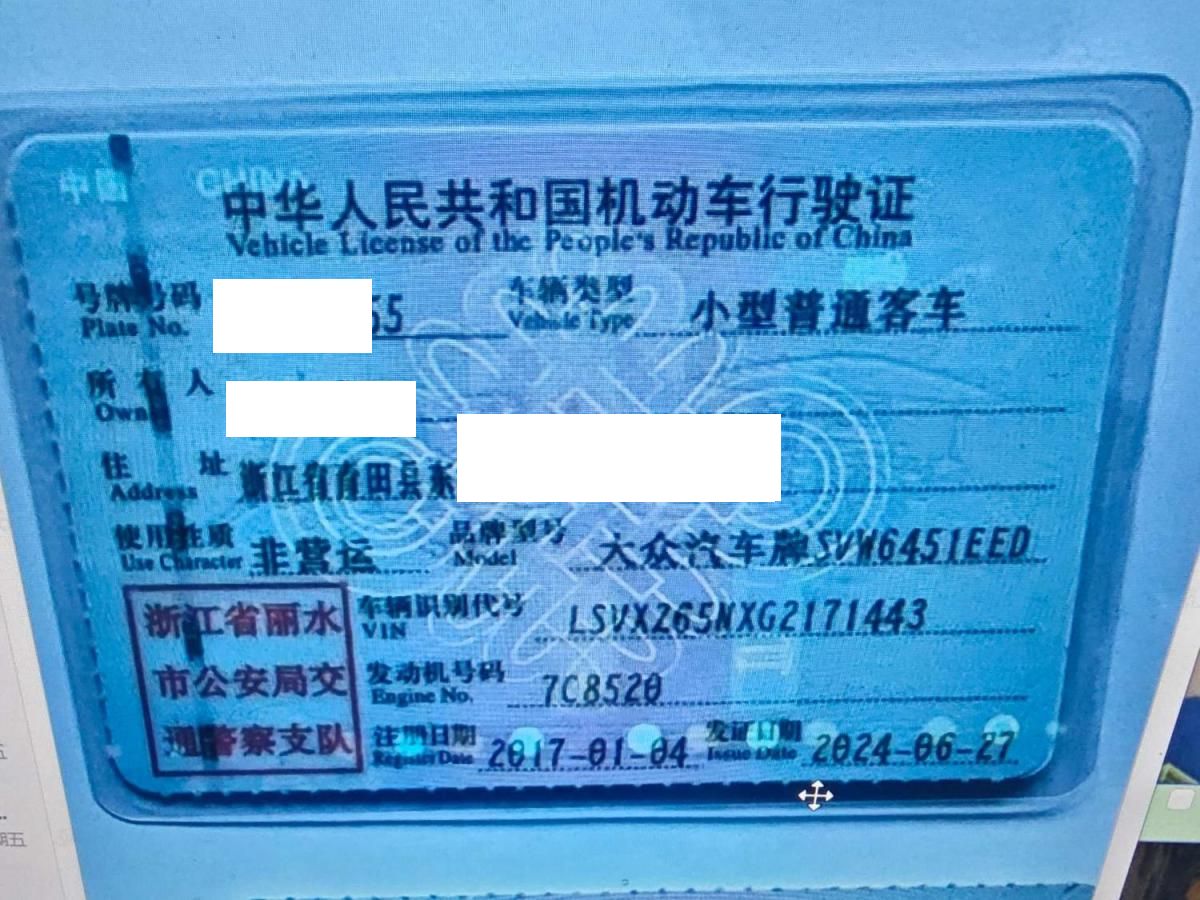 中国 CHINA
中华人民共和国机动车行驶证
Vehicle License of the People's Republic of China
号牌号码 55 车辆类型 小型普通客车
Plate No. Vehicle Type
所有人
Owner
住址 浙江省青田县东
Address
使用性质 非营运 品牌型号 大众汽车牌SVW6451EED
Use Character Model
浙江省丽水
市公安局交
通警察支队
车辆识别代号 LSVX265NXG2171443
VIN
发动机号码 7C8520
Engine No.
注册日期 2017-01-04 发证日期 2024-06-27
Register Date Issue Date
五
期五